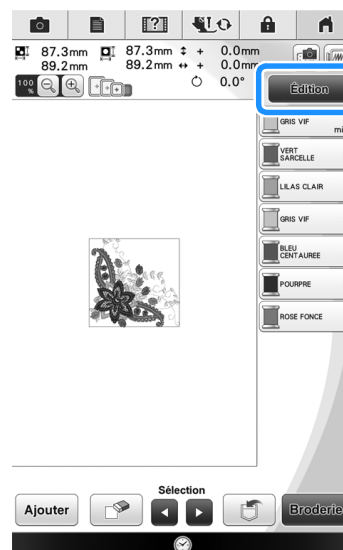 87.3mm 87.3mm + 0.0mm
89.2mm 89.2mm + 0.0mm
100 % 0.0°
Édition
GRIS VIF
mi
VERT
SARCELLE
LILAS CLAIR
GRIS VIF
BLEU
CENTAUREE
POURPRE
ROSE FONCE
Sélection
Ajouter
Broderie